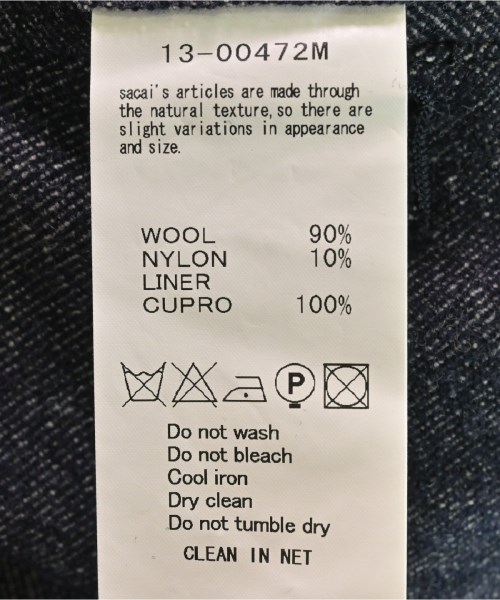 13-00472M
sacai's articles are made through
the natural texture, so there are
slight variations in appearance
and size.
WOOL 90%
NYLON 10%
LINER
CUPRO 100%
P
Do not wash
Do not bleach
Cool iron
Dry clean
Do not tumble dry
CLEAN IN NET